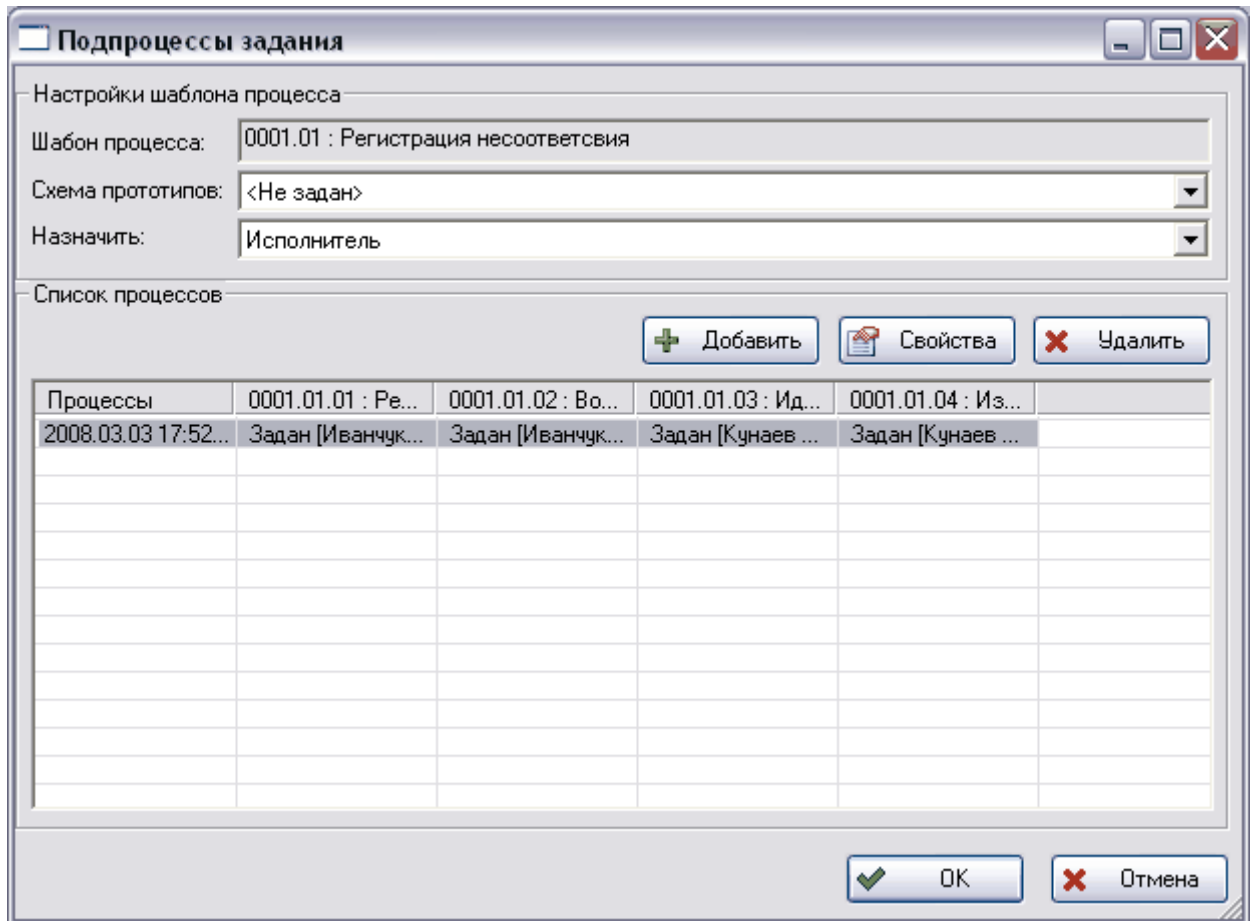 Подпроцессы задания
Настройки шаблона процесса
Шабон процесса: 0001.01 : Регистрация несоответсвия
Схема прототипов: <Не задан>
Назначить: Исполнитель
Список процессов
Добавить Свойства Удалить
Процессы 0001.01.01 : Ре... 0001.01.02 : Во... 0001.01.03 : Ид... 0001.01.04 : Из...
2008.03.03 17:52... Задан [Иванчук... Задан [Иванчук... Задан [Кунаев ... Задан [Кунаев ...
OK Отмена